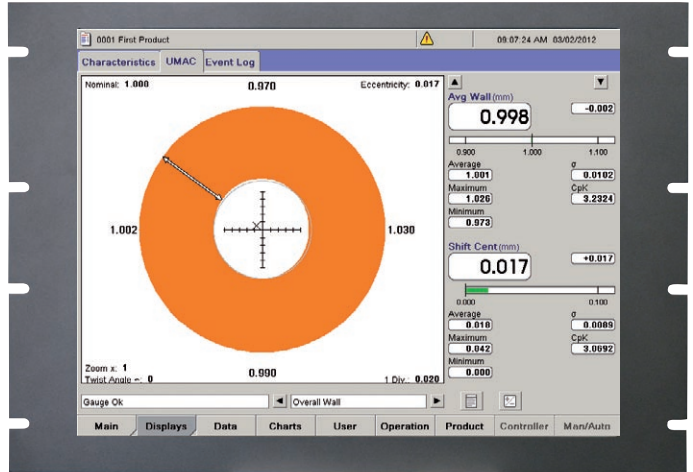 0001 First Product
09:07:24 AM 03/02/2012
Characteristics UMAC Event Log
Nominal: 1.000
0.970
Eccentricity: 0.017
1.002
1.030
Zoom x: 1
Twist Angle ~: 0
0.990
1 Div.: 0.020
Avg Wall (mm)
0.998
-0.002
0.900 1.000 1.100
Average σ
1.001 0.0102
Maximum CpK
1.026 3.2324
Minimum
0.973
Shift Cent (mm)
0.017
+0.017
0.000 0.100
Average σ
0.018 0.0089
Maximum CpK
0.042 3.0692
Minimum
0.000
Gauge Ok
Overall Wall
Main Displays Data Charts User Operation Product Controller Man/Auto